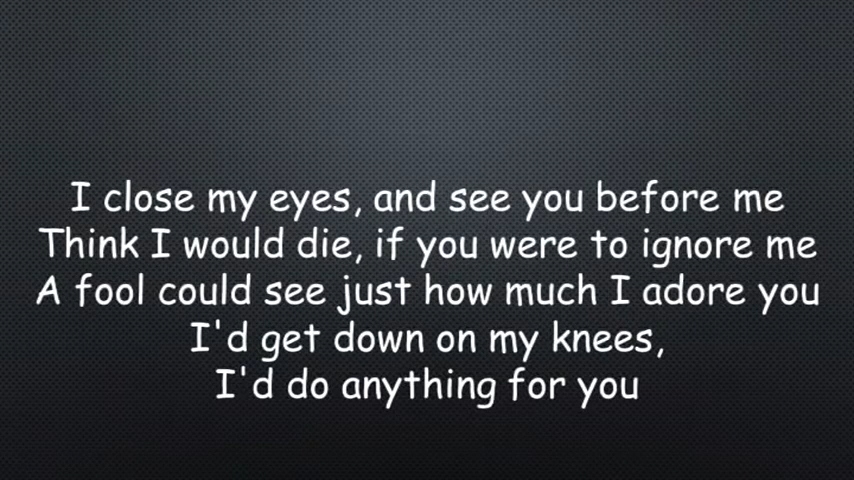 I close my eyes, and see you before me
Think I would die, if you were to ignore me
A fool could see just how much I adore you
I'd get down on my knees,
I'd do anything for you